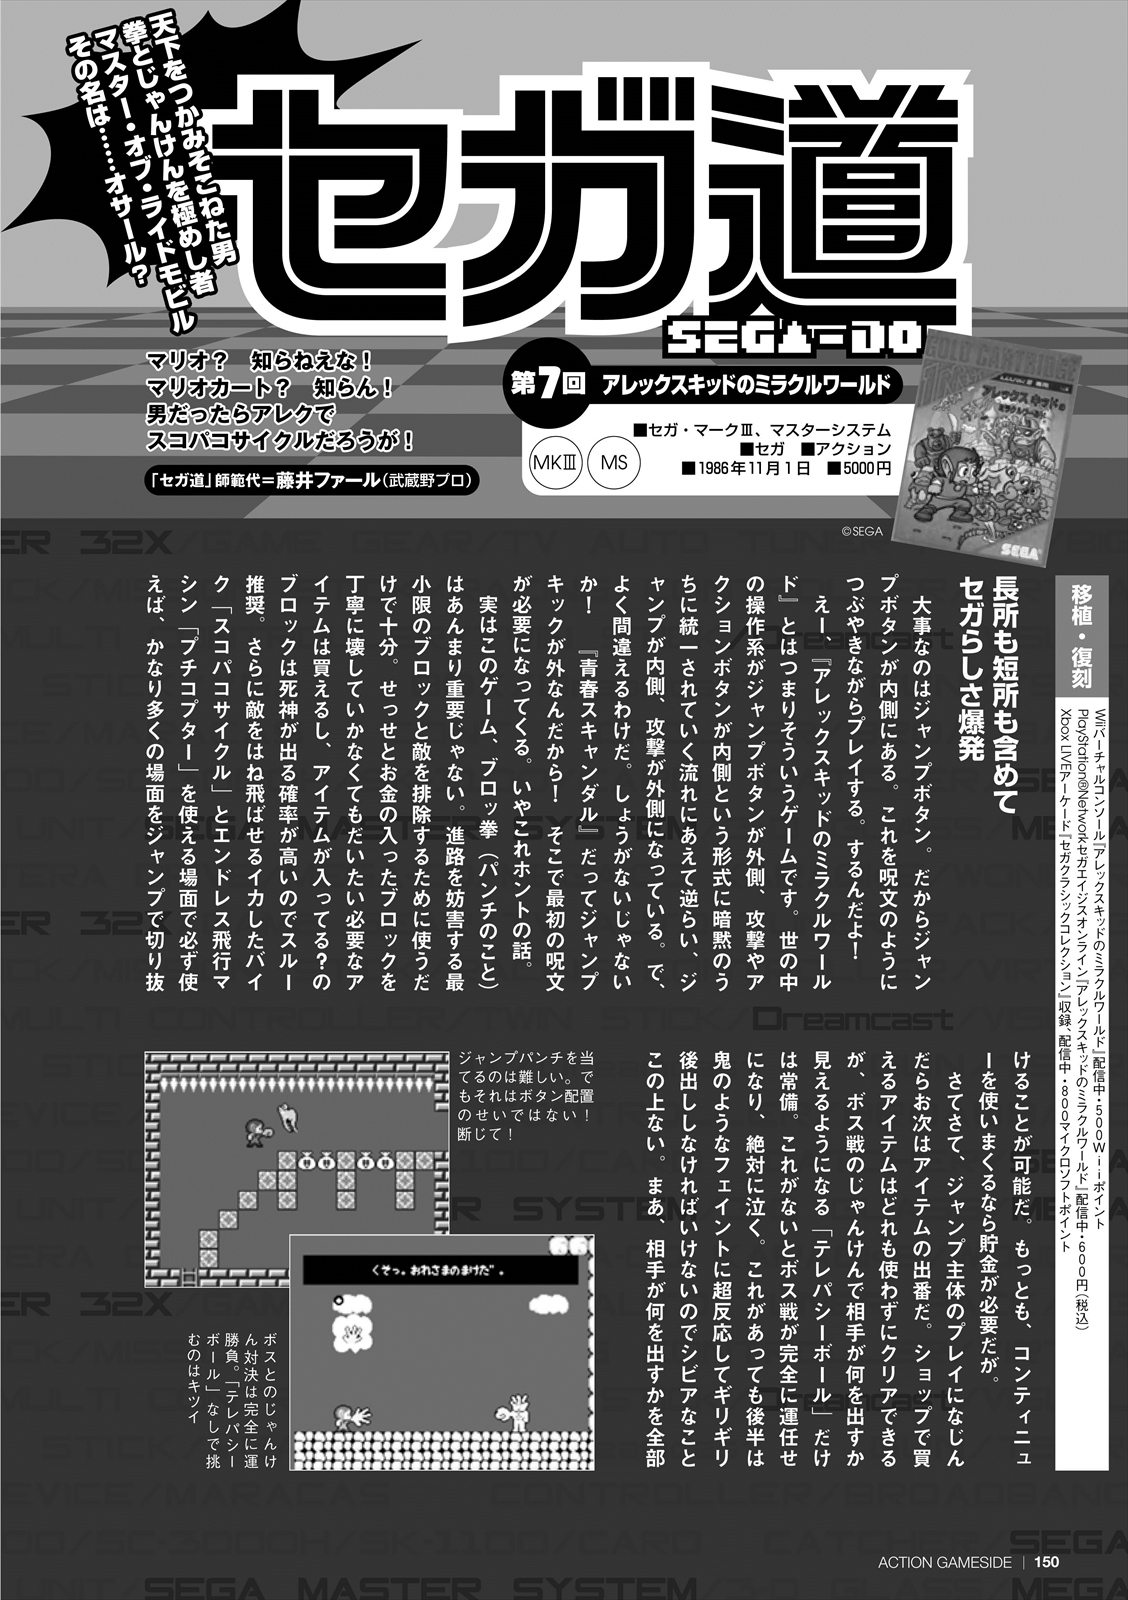 天下をつかみそこねた男
拳とじゃんけんを極めし者
マスター・オブ・ライドモビル
その名は……オサール?
セガ道
SEGA-DO
マリオ? 知らねえな!
マリオカート? 知らん!
男だったらアレクで
スコパコサイクルだろうが!
「セガ道」師範代=藤井ファール(武蔵野プロ)
第7回 アレックスキッドのミラクルワールド
■セガ・マークⅢ、マスターシステム
■セガ ■アクション
■1986年11月1日 ■5000円
MKⅢ
MS
©SEGA
移植・復刻
Wiiバーチャルコンソール『アレックスキッドのミラクルワールド』配信中・500Wiiポイント
PlayStation®Networkセガエイジスオンライン『アレックスキッドのミラクルワールド』配信中・600円(税込)
Xbox LIVEアーケード『セガクラシックコレクション』収録、配信中・800マイクロソフトポイント
長所も短所も含めて
セガらしさ爆発
大事なのはジャンプボタン。だからジャン
プボタンが内側にある。これを呪文のように
つぶやきながらプレイする。するんだよ!
えー、『アレックスキッドのミラクルワール
ド』とはつまりそういうゲームです。世の中
の操作系がジャンプボタンが外側、攻撃やア
クションボタンが内側という形式に暗黙のう
ちに統一されていく流れにあえて逆らい、ジ
ャンプが内側、攻撃が外側になっている。で、
よく間違えるわけだ。しょうがないじゃない
か! 『青春スキャンダル』だってジャンプ
キックが外なんだから! そこで最初の呪文
が必要になってくる。いやこれホントの話。
実はこのゲーム、ブロッ拳(パンチのこと)
はあんまり重要じゃない。進路を妨害する最
小限のブロックと敵を排除するために使うだ
けで十分。せっせとお金の入ったブロックを
丁寧に壊していかなくてもだいたい必要なア
イテムは買えるし、アイテムが入ってる?の
ブロックは死神が出る確率が高いのでスルー
推奨。さらに敵をはね飛ばせるイカしたバイ
ク「スコパコサイクル」とエンドレス飛行マ
シン「プチコプター」を使える場面で必ず使
えば、かなり多くの場面をジャンプで切り抜
けることが可能だ。もっとも、コンティニュ
ーを使いまくるなら貯金が必要だが。
さてさて、ジャンプ主体のプレイになじん
だらお次はアイテムの出番だ。ショップで買
えるアイテムはどれも使わずにクリアできる
が、ボス戦のじゃんけんで相手が何を出すか
見えるようになる「テレパシーボール」だけ
は常備。これがないとボス戦が完全に運任せ
になり、絶対に泣く。これがあっても後半は
鬼のようなフェイントに超反応してギリギリ
後出ししなければいけないのでシビアなこと
この上ない。まあ、相手が何を出すかを全部
ジャンプパンチを当
てるのは難しい。で
もそれはボタン配置
のせいではない!
断じて!
くそっ。おれさまのまけだ。
ボスとのじゃんけ
ん対決は完全に運
勝負。「テレパシー
ボール」なしで挑
むのはキツイ
ACTION GAMESIDE | 150